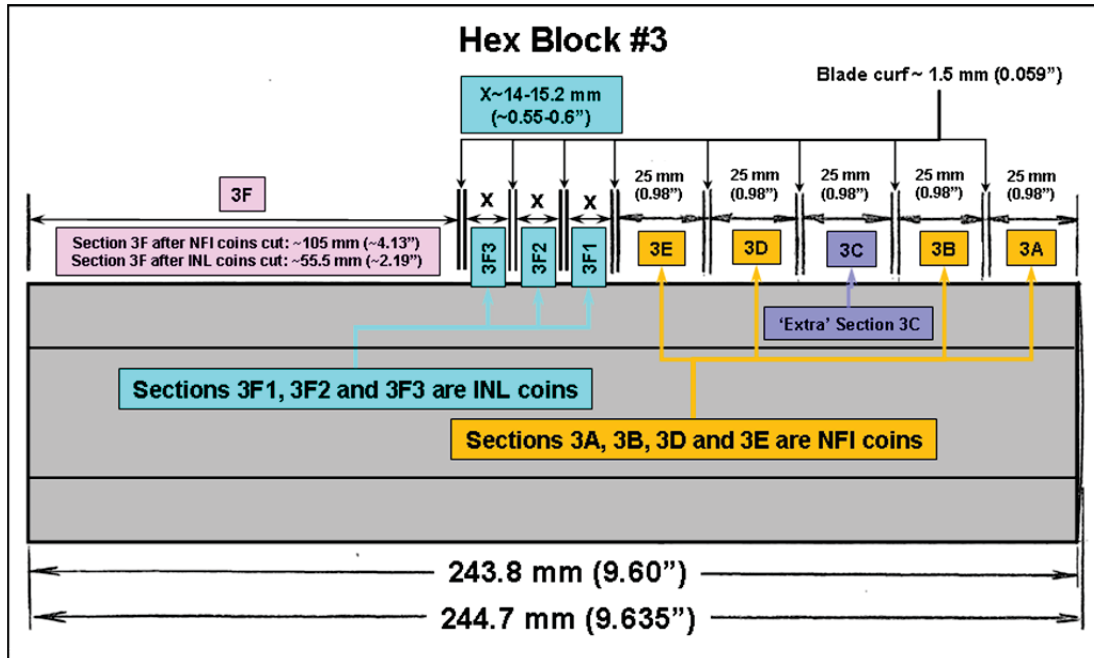 Hex Block #3
Blade curf~ 1.5 mm (0.059”)
X~14-15.2 mm
(~0.55-0.6”)
3F
X
X
X
25 mm
(0.98”)
25 mm
(0.98”)
25 mm
(0.98”)
25 mm
(0.98”)
25 mm
(0.98”)
Section 3F after NFI coins cut: ~105 mm (~4.13”)
Section 3F after INL coins cut: ~55.5 mm (~2.19”)
3F3
3F2
3F1
3E
3D
3C
3B
3A
‘Extra’ Section 3C
Sections 3F1, 3F2 and 3F3 are INL coins
Sections 3A, 3B, 3D and 3E are NFI coins
243.8 mm (9.60”)
244.7 mm (9.635”)